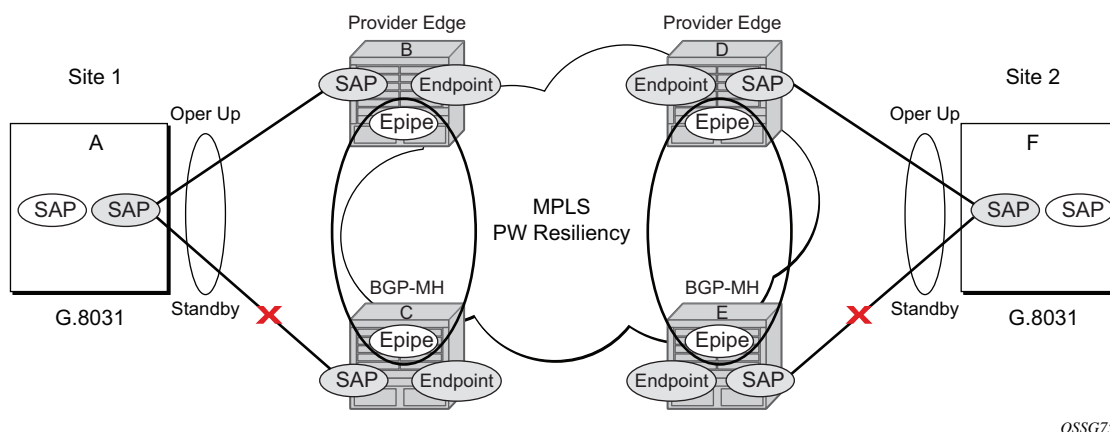 Provider Edge
Provider Edge
B
D
Site 1
SAP
Endpoint
Endpoint
SAP
Site 2
Oper Up
Oper Up
Epipe
Epipe
A
F
SAP
SAP
MPLS
PW Resiliency
SAP
SAP
BGP-MH
BGP-MH
Standby
Standby
G.8031
G.8031
C
E
Epipe
Epipe
SAP
Endpoint
Endpoint
SAP